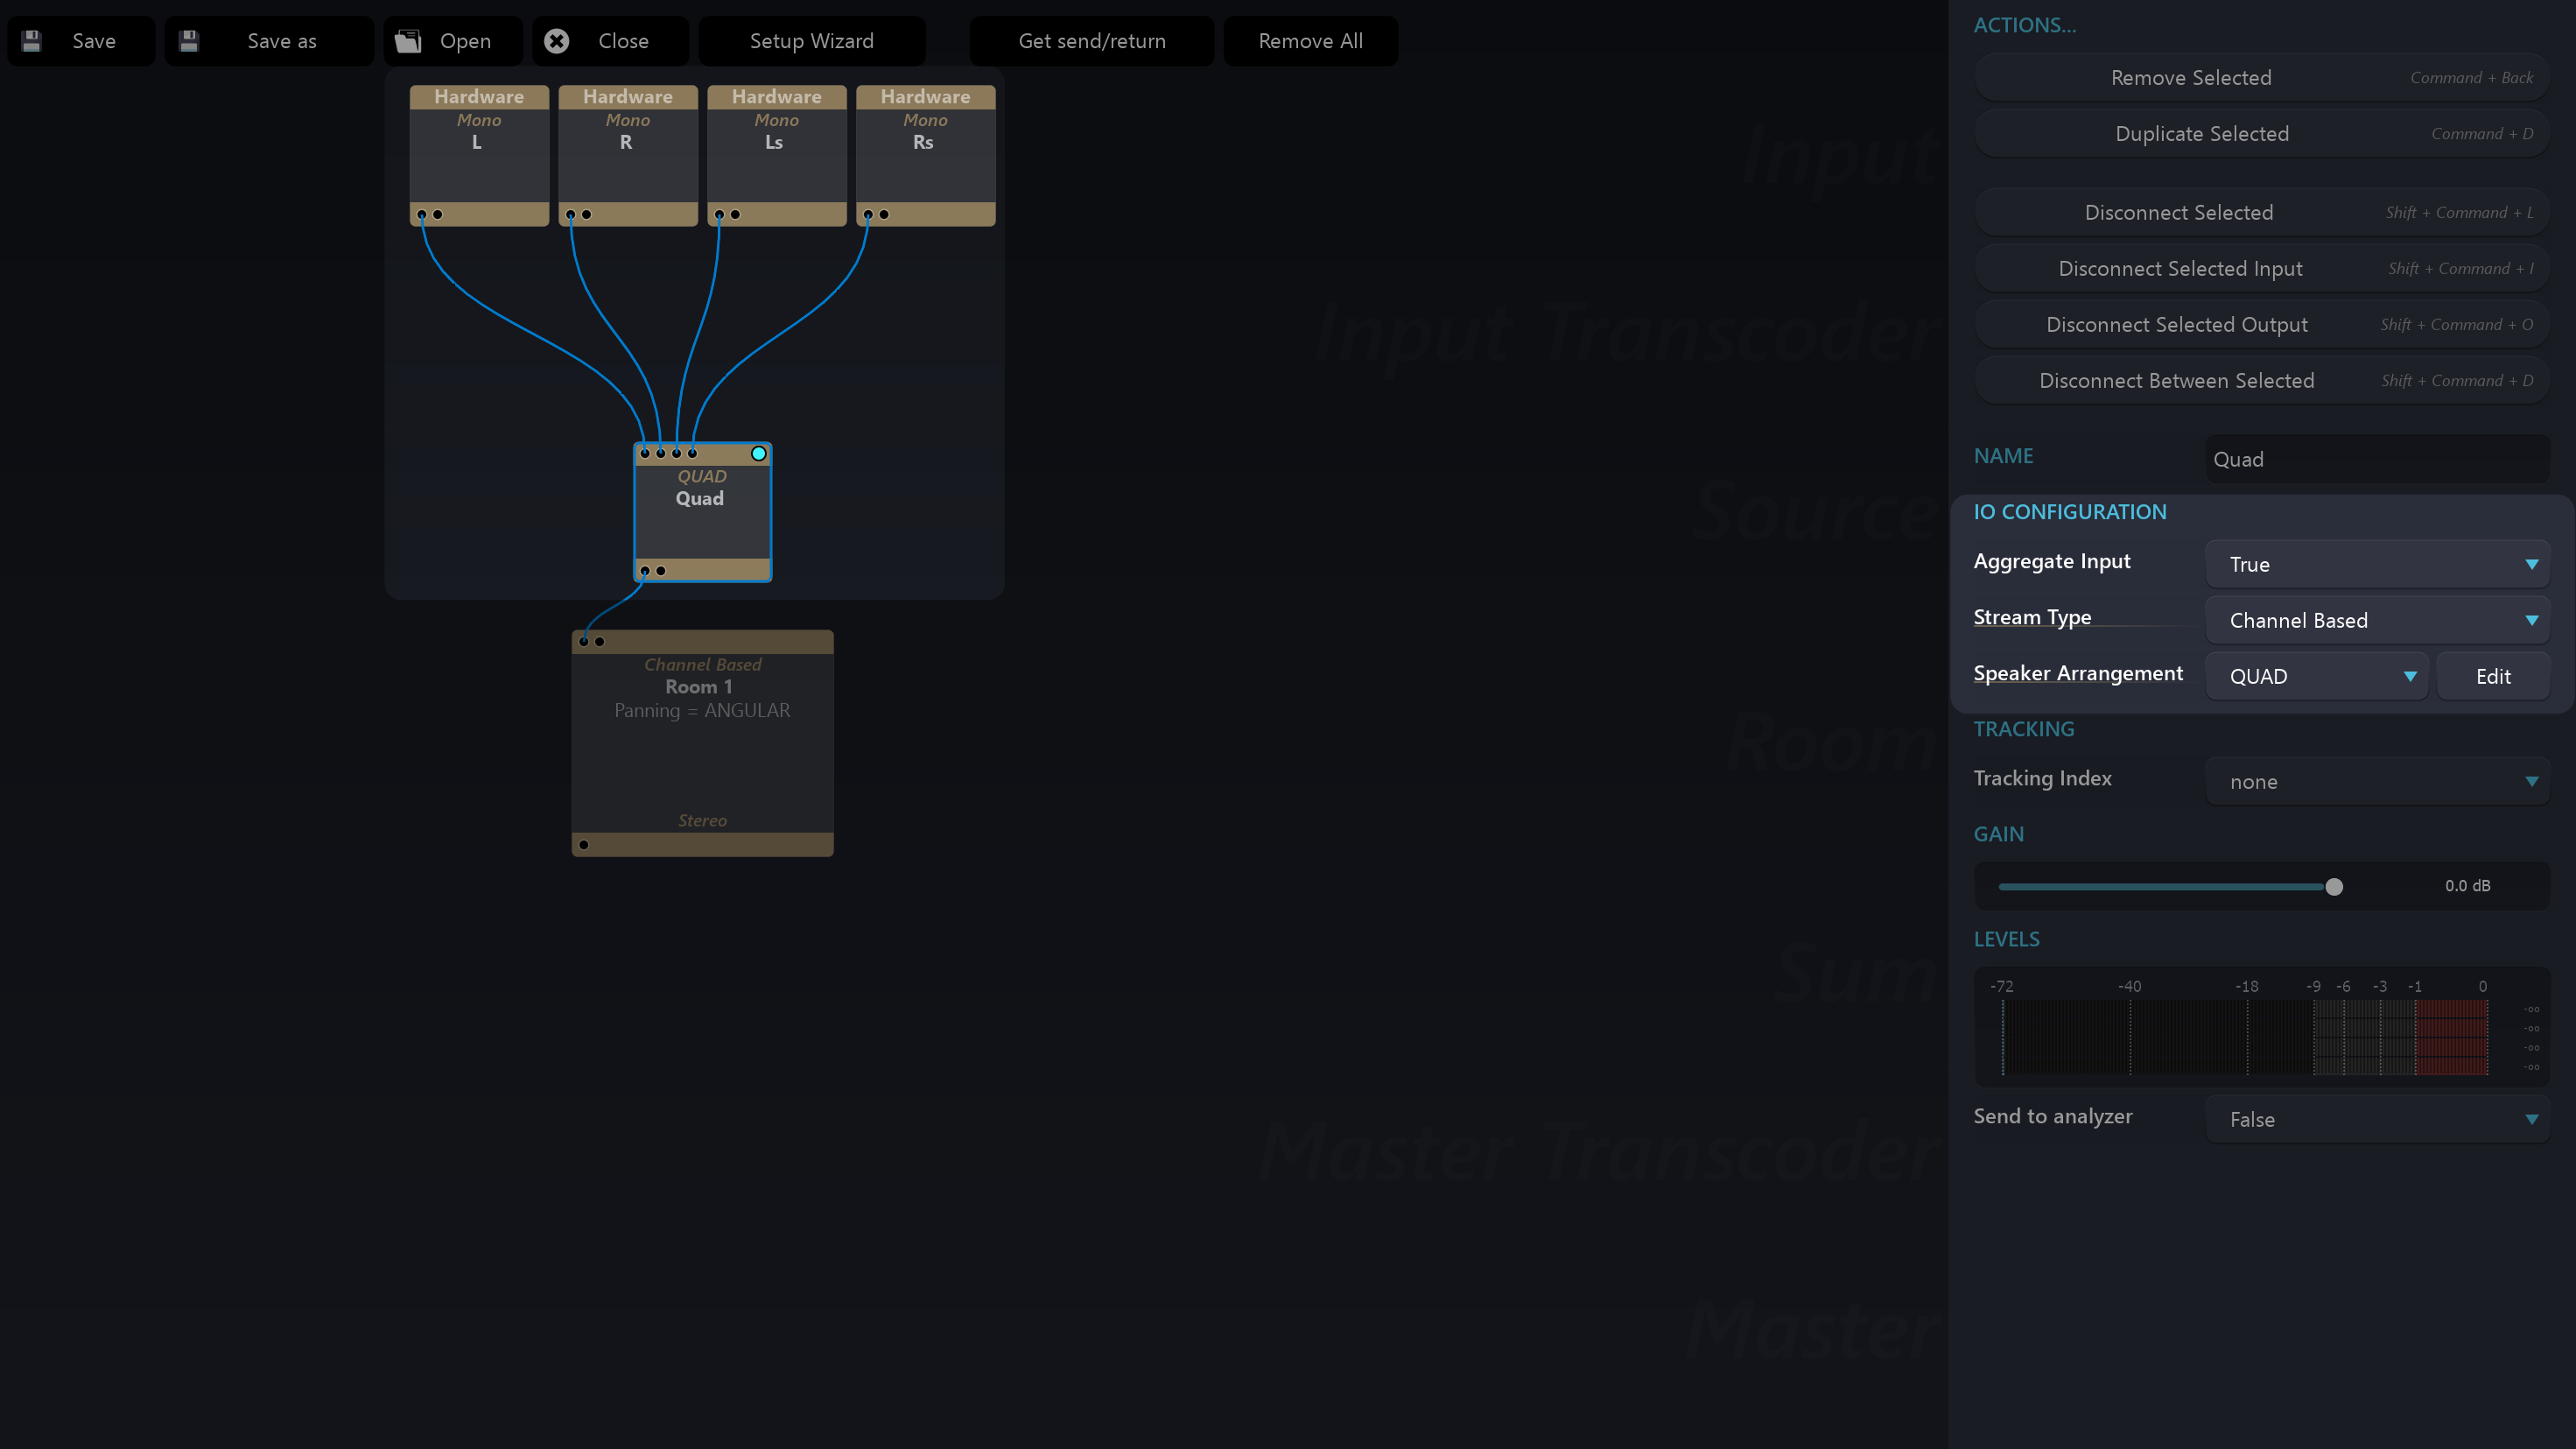 Save
Save as
Open
Close
Setup Wizard
Get send/return
Remove All
Hardware
Mono
L
Hardware
Mono
R
Hardware
Mono
Ls
Hardware
Mono
Rs
QUAD
Quad
Channel Based
Room 1
Panning = ANGULAR
Stereo
Input
Input Transcoder
Source
Room
Sum
Master Transcoder
Master
ACTIONS...
Remove Selected Command + Back
Duplicate Selected Command + D
Disconnect Selected Shift + Command + L
Disconnect Selected Input Shift + Command + I
Disconnect Selected Output Shift + Command + O
Disconnect Between Selected Shift + Command + D
NAME Quad
IO CONFIGURATION
Aggregate Input True
Stream Type Channel Based
Speaker Arrangement QUAD Edit
TRACKING
Tracking Index none
GAIN
0.0 dB
LEVELS
-72 -40 -18 -9 -6 -3 -1 0
-oo
-oo
-oo
-oo
Send to analyzer False